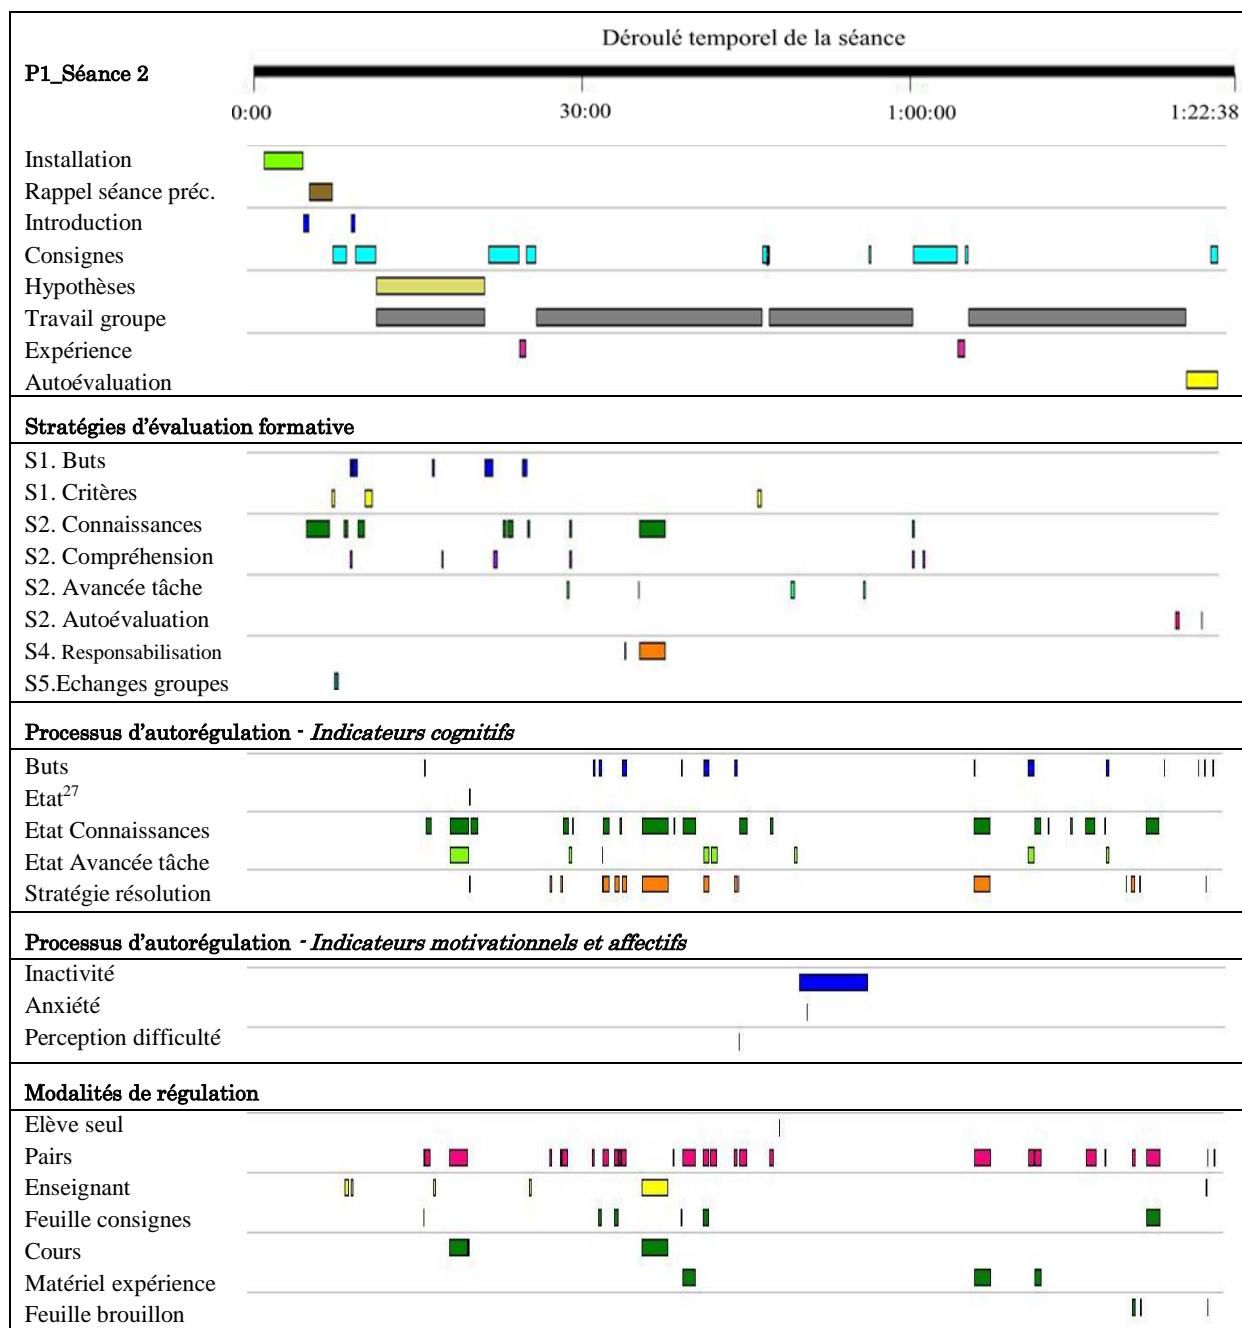 Déroulé temporel de la séance
P1_Séance 2
0:00 30:00 1:00:00 1:22:38
Installation
Rappel séance préc.
Introduction
Consignes
Hypothèses
Travail groupe
Expérience
Autoévaluation
Stratégies d'évaluation formative
S1. Buts
S1. Critères
S2. Connaissances
S2. Compréhension
S2. Avancée tâche
S2. Autoévaluation
S4. Responsabilisation
S5.Echanges groupes
Processus d'autorégulation - Indicateurs cognitifs
Buts
Etat27
Etat Connaissances
Etat Avancée tâche
Stratégie résolution
Processus d'autorégulation - Indicateurs motivationnels et affectifs
Inactivité
Anxiété
Perception difficulté
Modalités de régulation
Elève seul
Pairs
Enseignant
Feuille consignes
Cours
Matériel expérience
Feuille brouillon